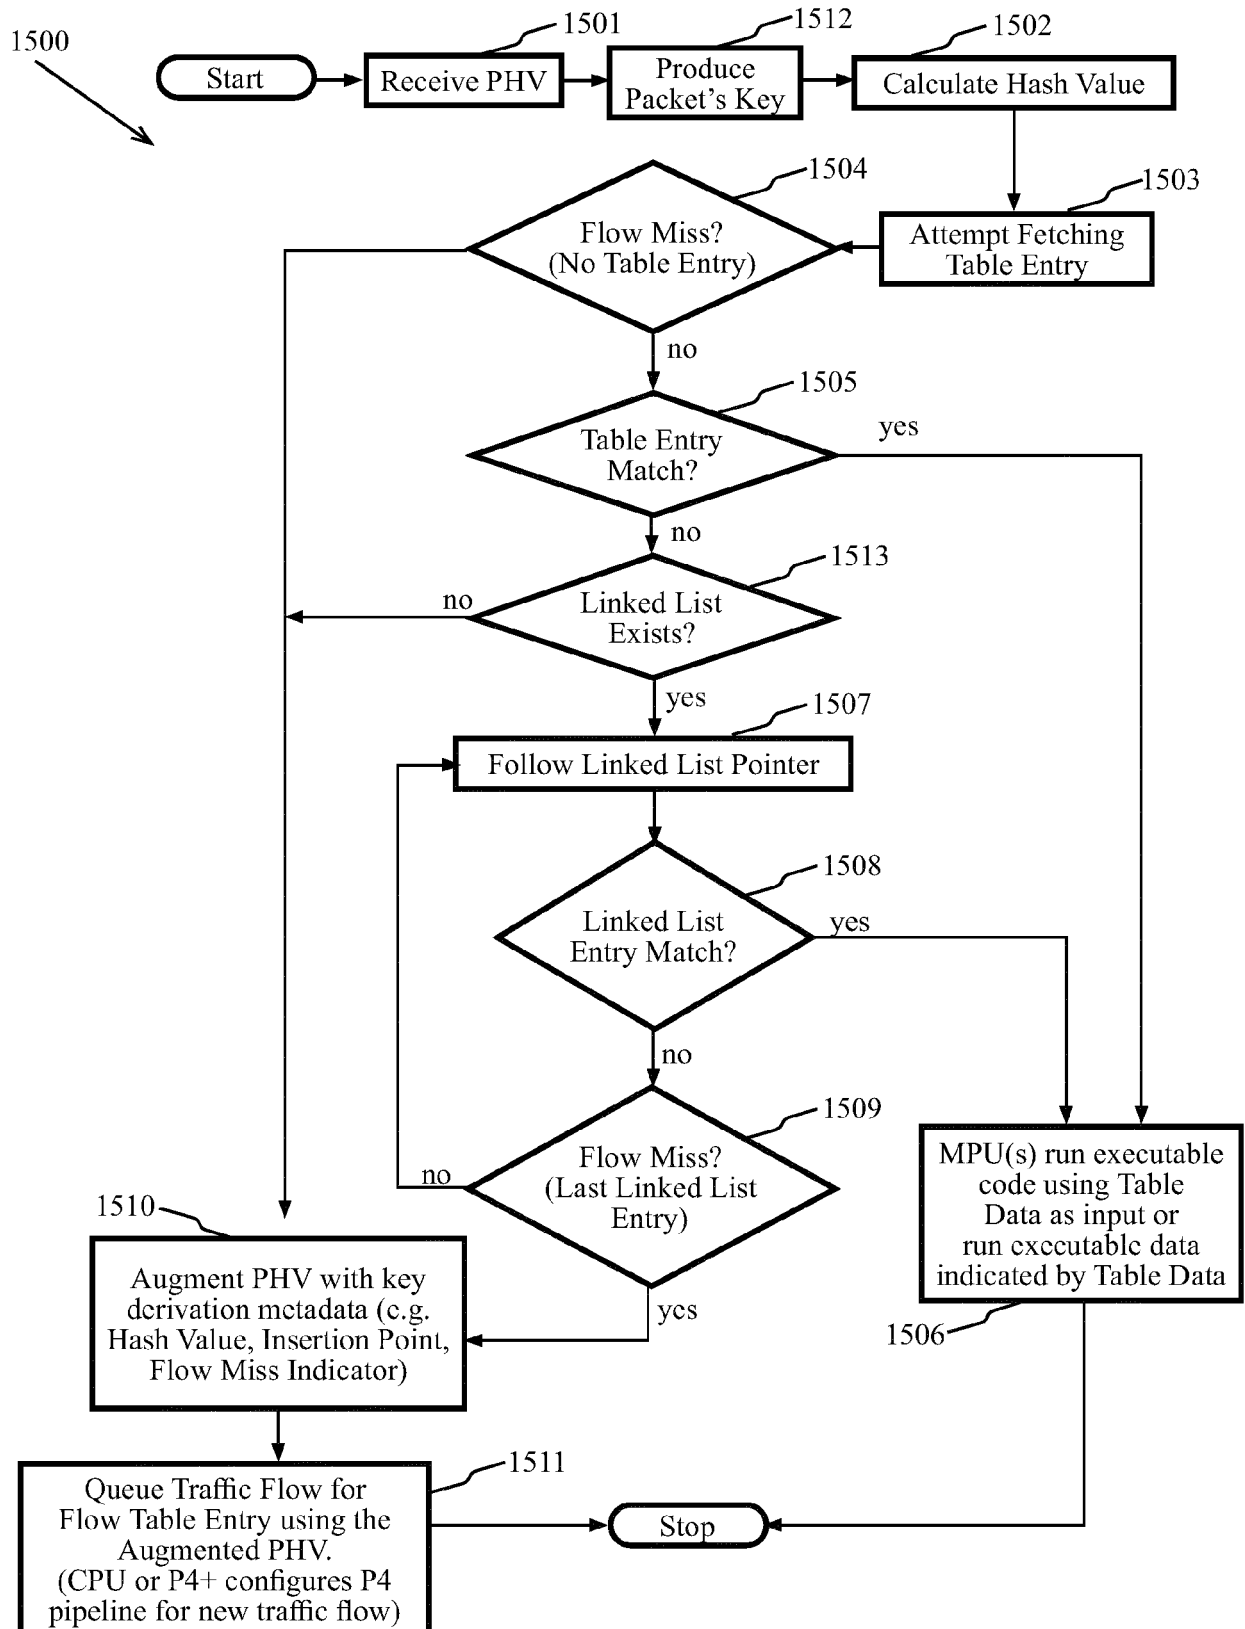 1500
Start
1501
Receive PHV
1512
Produce
Packet's Key
1502
Calculate Hash Value
1503
Attempt Fetching
Table Entry
1504
Flow Miss?
(No Table Entry)
no
1505
Table Entry
Match?
yes
no
1513
Linked List
Exists?
no
yes
1507
Follow Linked List Pointer
1508
Linked List
Entry Match?
yes
no
1509
Flow Miss?
(Last Linked List
Entry)
no
yes
MPU(s) run executable
code using Table
Data as input or
run executable data
indicated by Table Data
1506
1510
Augment PHV with key
derivation metadata (e.g.
Hash Value, Insertion Point,
Flow Miss Indicator)
1511
Queue Traffic Flow for
Flow Table Entry using the
Augmented PHV.
(CPU or P4+ configures P4
pipeline for new traffic flow)
Stop